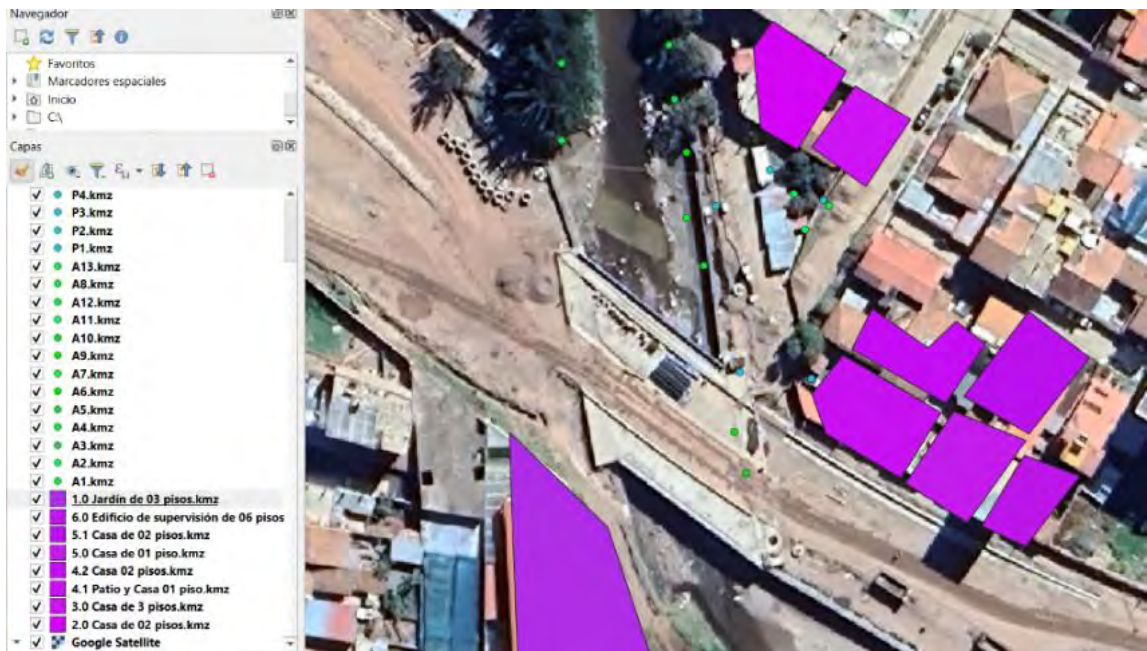 Navegador
Favoritos
Marcadores espaciales
Inicio
C:\
Capas
P4.kmz
P3.kmz
P2.kmz
P1.kmz
A13.kmz
A8.kmz
A12.kmz
A11.kmz
A10.kmz
A9.kmz
A7.kmz
A6.kmz
A5.kmz
A4.kmz
A3.kmz
A2.kmz
A1.kmz
1.0 Jardín de 03 pisos.kmz
6.0 Edificio de supervisión de 06 pisos
5.1 Casa de 02 pisos.kmz
5.0 Casa de 01 piso.kmz
4.2 Casa 02 pisos.kmz
4.1 Patio y Casa 01 piso.kmz
3.0 Casa de 3 pisos.kmz
2.0 Casa de 02 pisos.kmz
Google Satellite